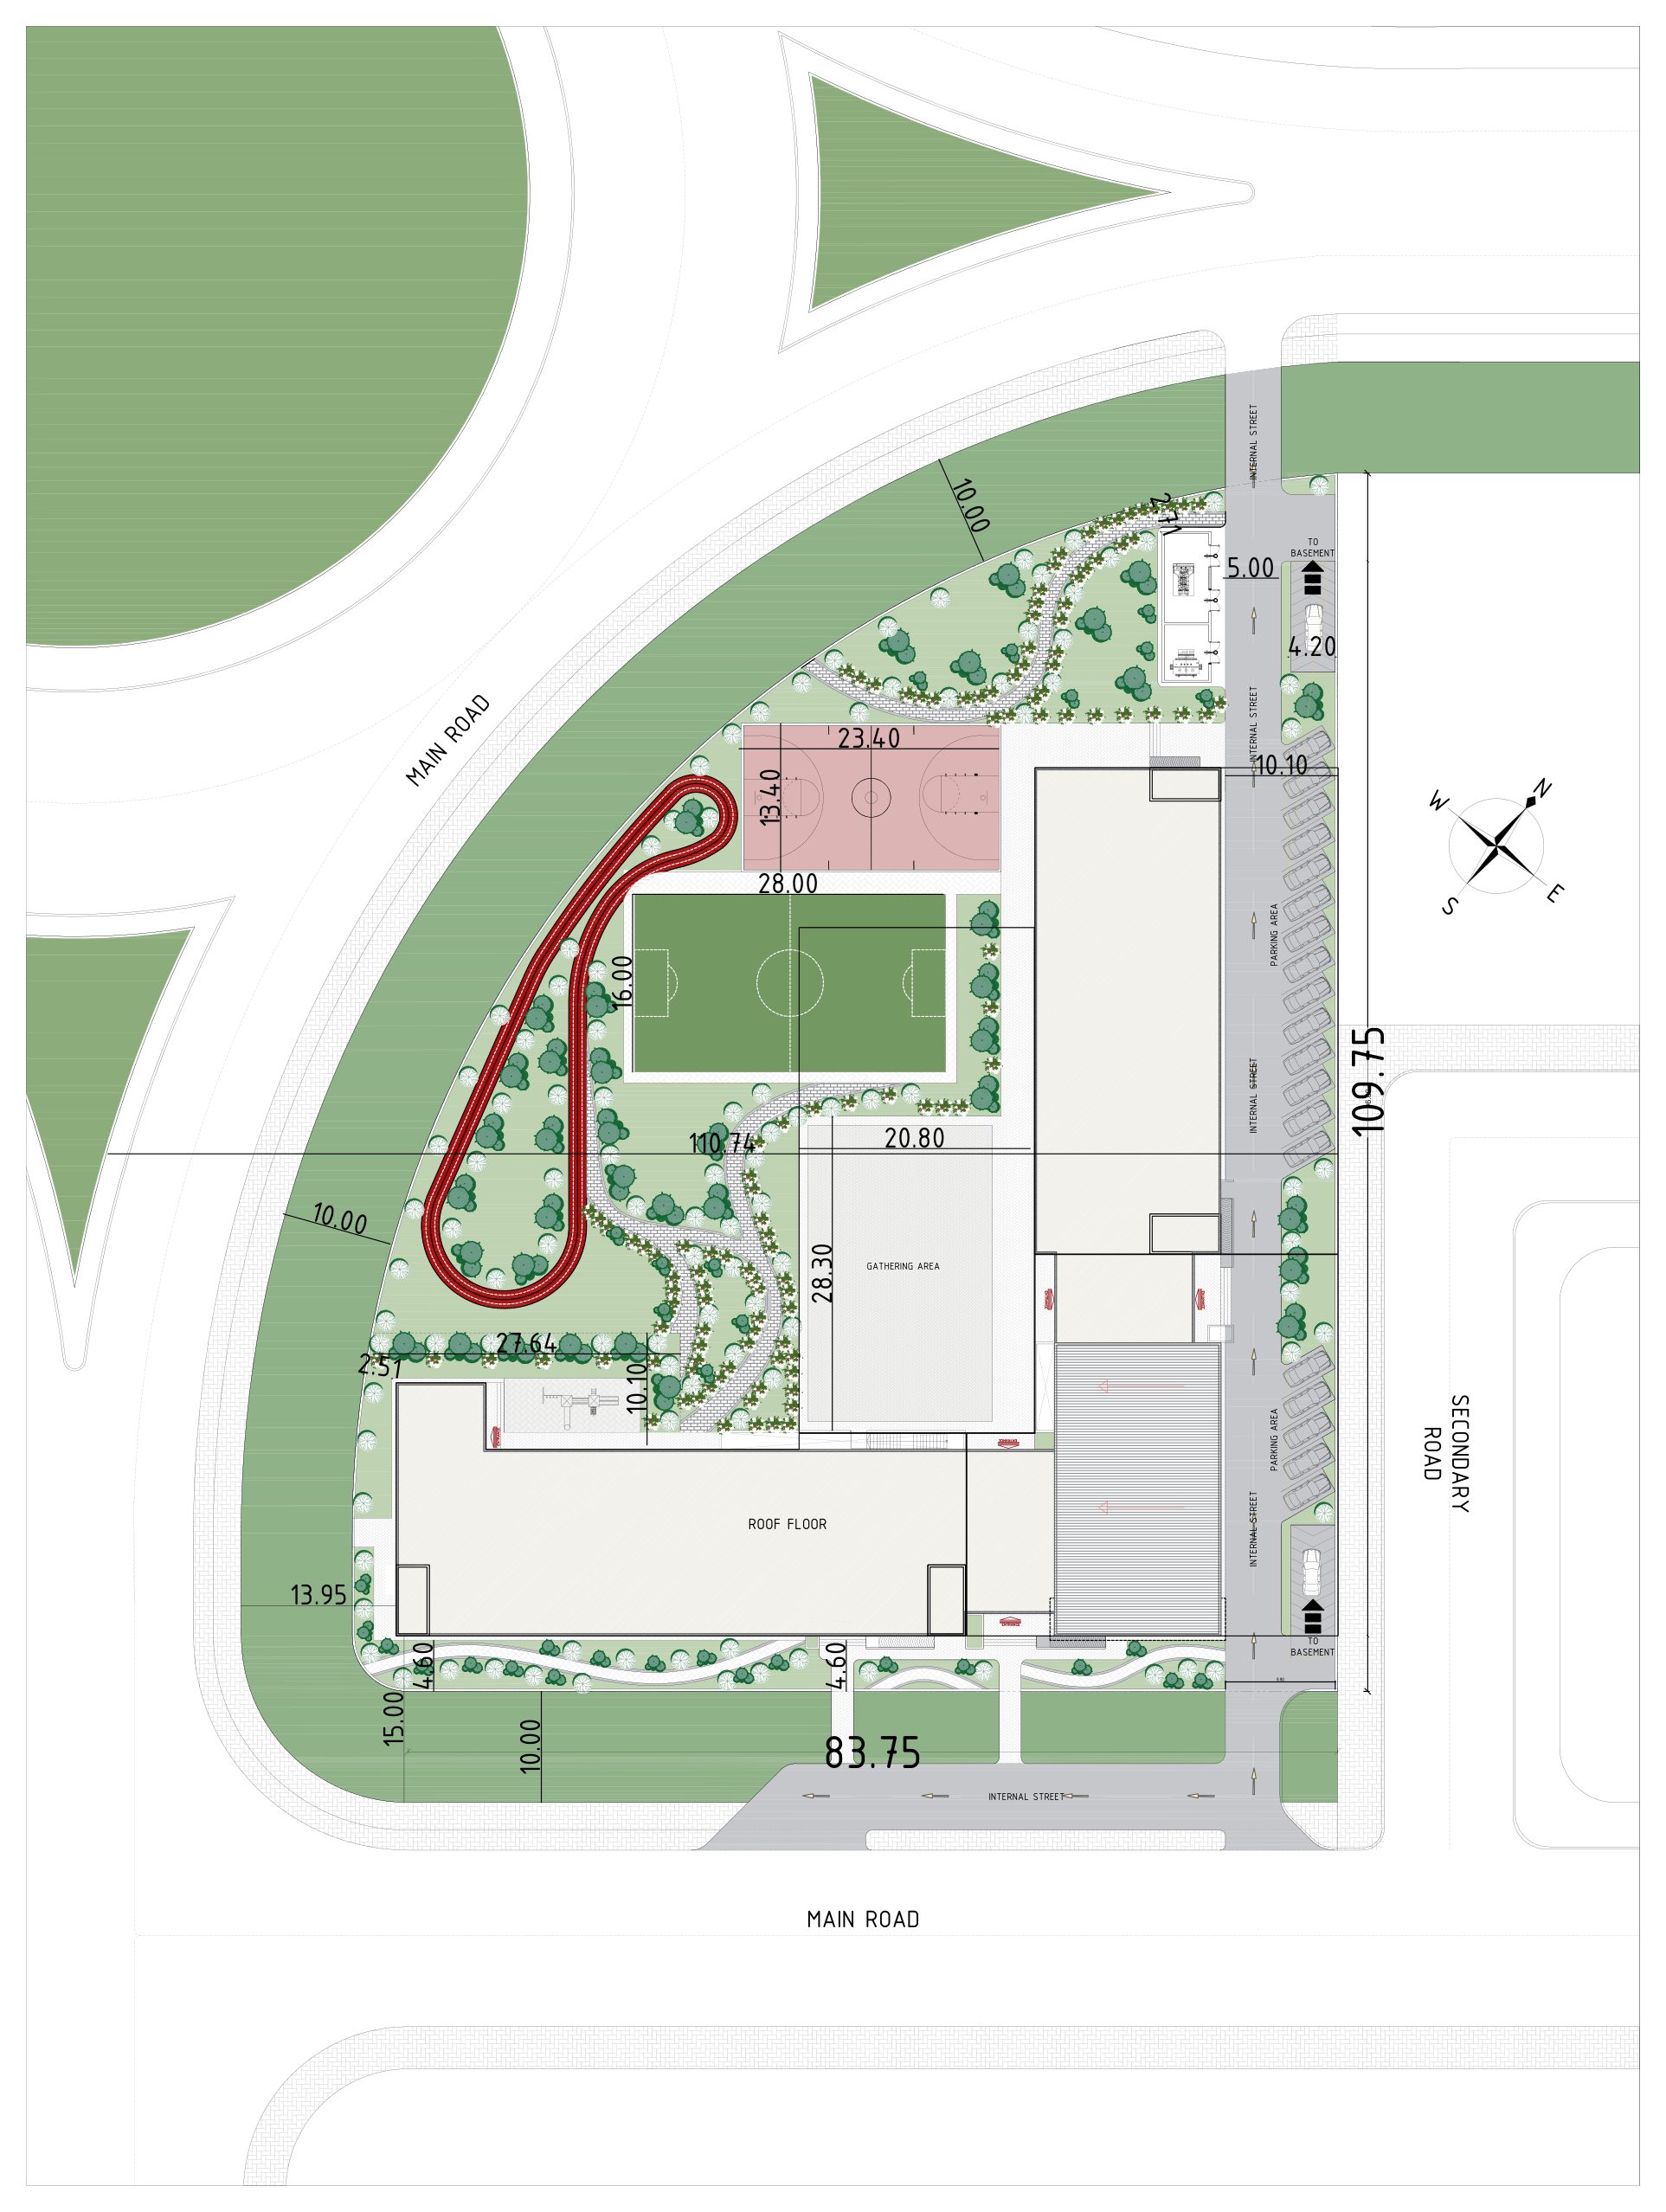 10.00
2.71
INTERNAL STREET
TO
BASEMENT
5.00
4.20
MAIN ROAD
INTERNAL STREET
23.40
10.10
13.40
N
W
E
S
28.00
16.00
PARKING AREA
109.75
INTERNAL STREET
110.74
20.80
10.00
28.30
GATHERING AREA
27.64
2.51
10.10
PARKING AREA
SECONDARY
ROAD
ROOF FLOOR
INTERNAL STREET
13.95
4.60
4.60
TO
BASEMENT
15.00
10.00
83.75
INTERNAL STREET
MAIN ROAD